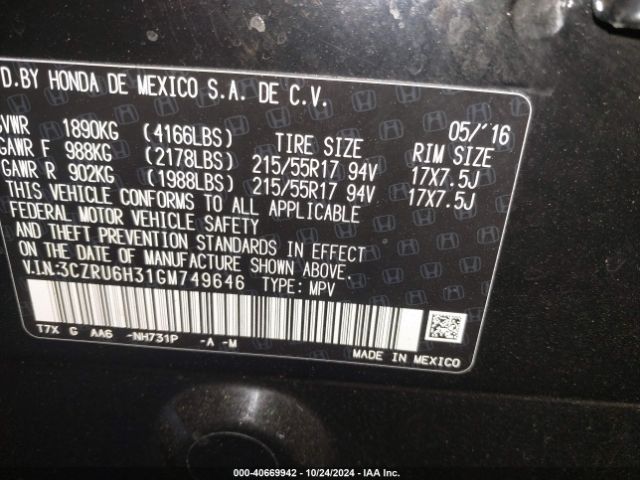 D.BY HONDA DE MEXICO S.A. DE C.V.
05/'16
GVWR 1890KG (4166LBS) TIRE SIZE RIM SIZE
GAWR F 988KG (2178LBS) 215/55R17 94V 17X7.5J
GAWR R 902KG (1988LBS) 215/55R17 94V 17X7.5J
THIS VEHICLE CONFORMS TO ALL APPLICABLE
FEDERAL MOTOR VEHICLE SAFETY
AND THEFT PREVENTION STANDARDS IN EFFECT
ON THE DATE OF MANUFACTURE SHOWN ABOVE.
V.I.N:3CZRU6H31GM749646 TYPE: MPV
T7X G AA6 -NH731P -A -M
MADE IN MEXICO
000-40669942 - 10/24/2024 - IAA Inc.